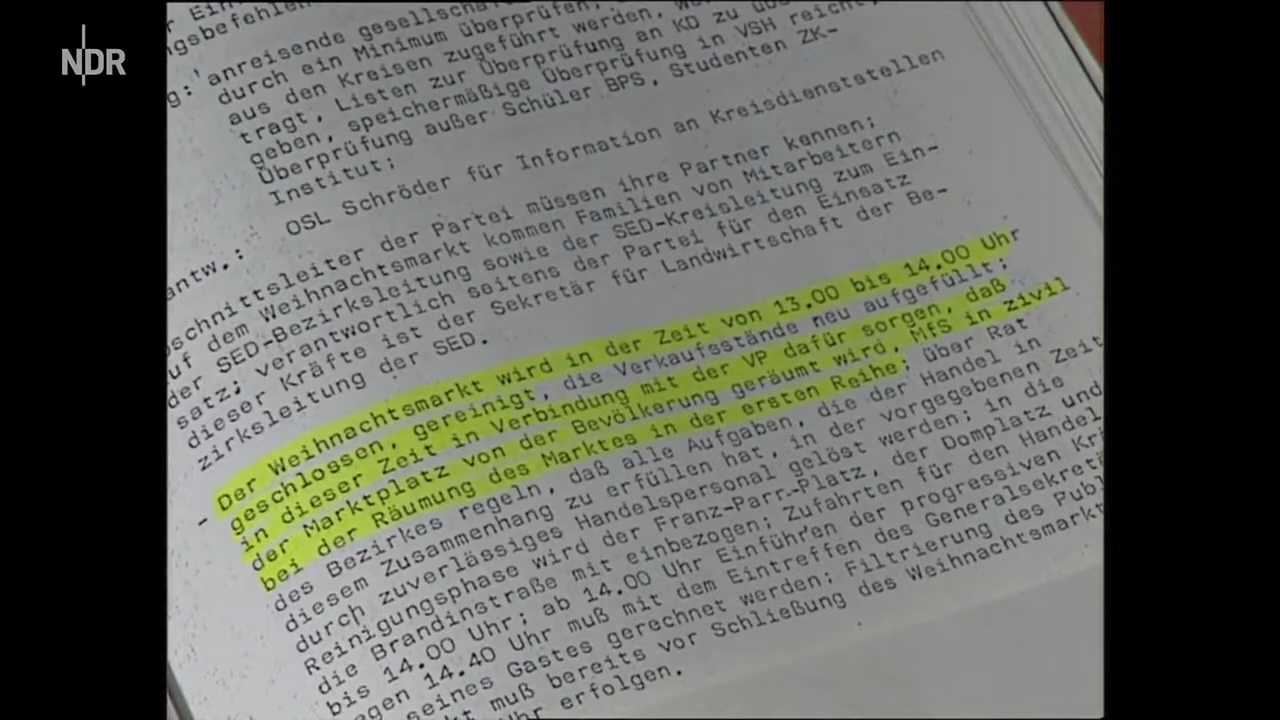 NDR
ngsbefehlen
g: anreisende gesellscha
durch ein Minimum überprüfen,
aus den Kreisen zugeführt werden,
tragt, Listen zur Überprüfung an KD zu üb
geben, speichermäßige Überprüfung in VSH reicht,
Überprüfung außer Schüler BPS, Studenten ZK-
Institut;
OSL Schröder für Information an Kreisdienststellen
antw.:
schnittsleiter der Partei müssen ihre Partner kennen;
uf dem Weihnachtsmarkt kommen Familien von Mitarbeitern
der SED-Bezirksleitung sowie der SED-Kreisleitung zum Ein-
satz; verantwortlich seitens der Partei für den Einsatz
dieser Kräfte ist der Sekretär für Landwirtschaft der Be-
zirksleitung der SED.
- Der Weihnachtsmarkt wird in der Zeit von 13.00 bis 14.00 Uhr
geschlossen, gereinigt, die Verkaufsstände neu aufgefüllt;
in dieser Zeit in Verbindung mit der VP dafür sorgen, daß
der Marktplatz von der Bevölkerung geräumt wird. MfS in zivil
bei der Räumung des Marktes in der ersten Reihe.
des Bezirkes regeln, daß alle Aufgaben, die der Handel in
über Rat
diesem Zusammenhang zu erfüllen hat, in der vorgegebenen Zeit
durch zuverlässiges Handelspersonal gelöst werden; in die
Reinigungsphase wird der Franz-Parr-Platz, der Domplatz und
die Brandinstraße mit einbezogen; Zufahrten für den Handel
bis 14.00 Uhr; ab 14.00 Uhr Einführen der progressiven Krä
egen 14.40 Uhr muß mit dem Eintreffen des Generalsekretä
seines Gastes gerechnet werden; Filtrierung des Publ
kt muß bereits vor Schließung des Weihnachtsmarkt
hr erfolgen.